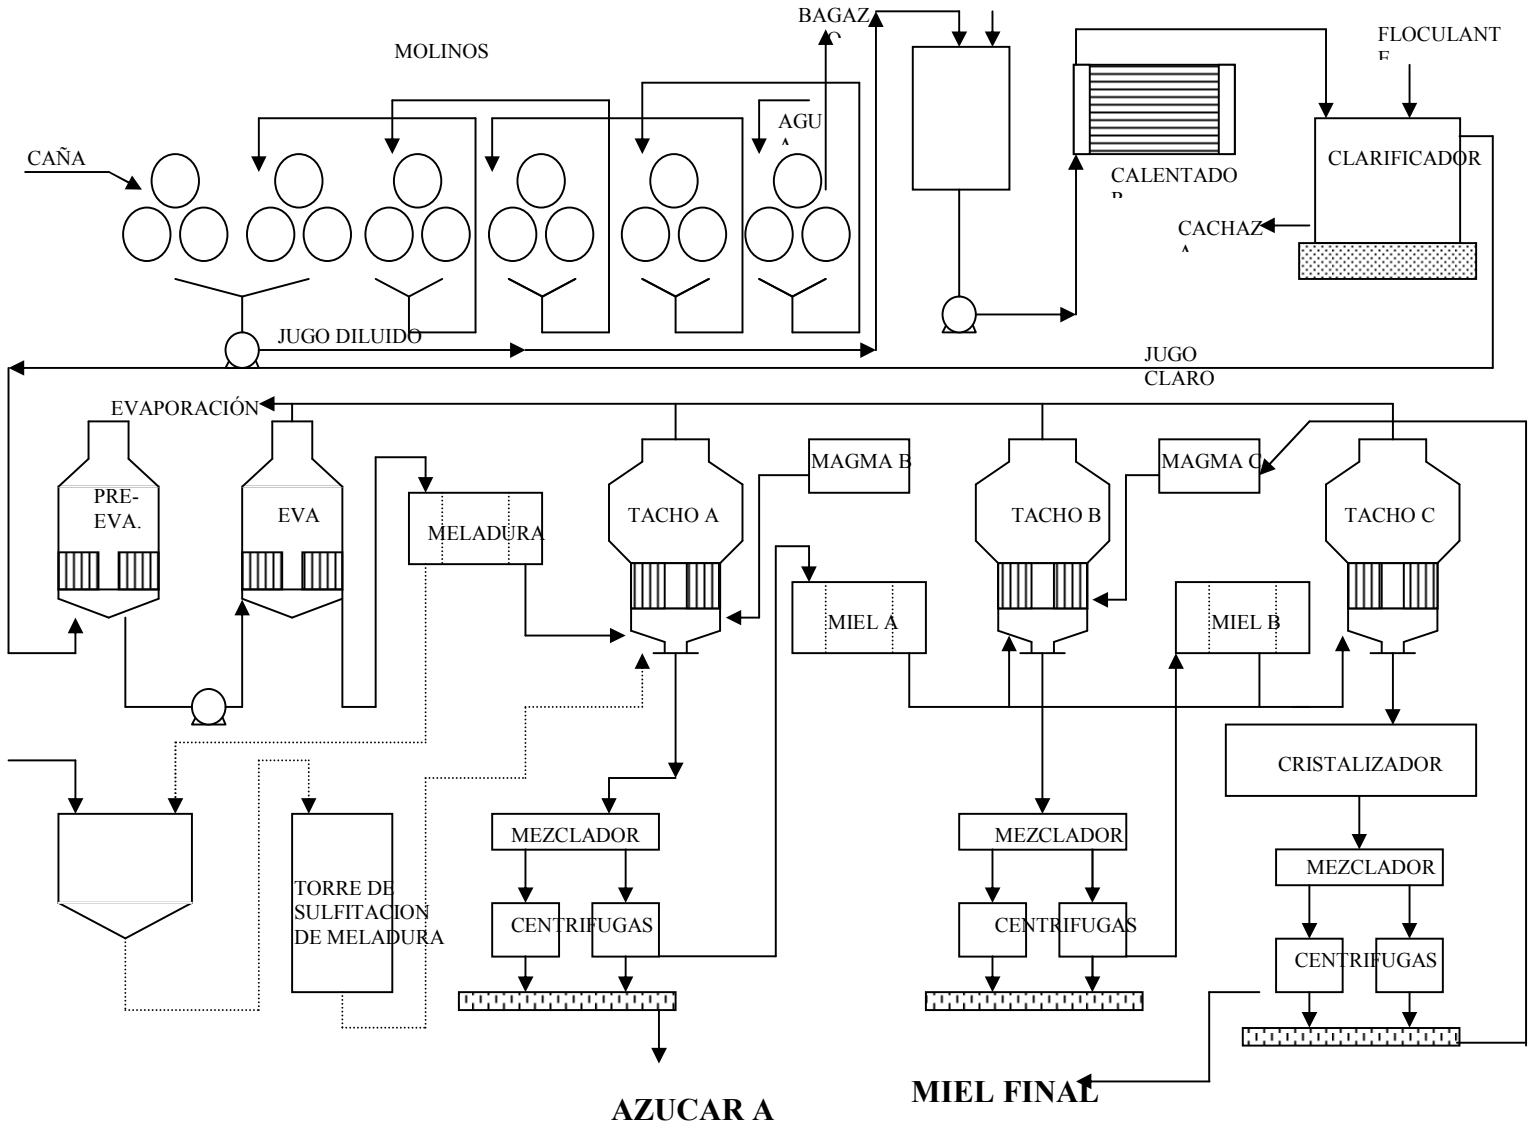 BAGAZ
MOLINOS
FLOCULANT
AGU
CAÑA
CLARIFICADOR
CALENTADO
CACHAZ
JUGO DILUIDO
JUGO
CLARO
EVAPORACIÓN
MAGMA B
MAGMA C
PRE-
EVA.
EVA
MELADURA
TACHO A
TACHO B
TACHO C
MIEL A
MIEL B
CRISTALIZADOR
MEZCLADOR
MEZCLADOR
MEZCLADOR
TORRE DE
SULFITACION
DE MELADURA
CENTRIFUGAS
CENTRIFUGAS
CENTRIFUGAS
MIEL FINAL
AZUCAR A